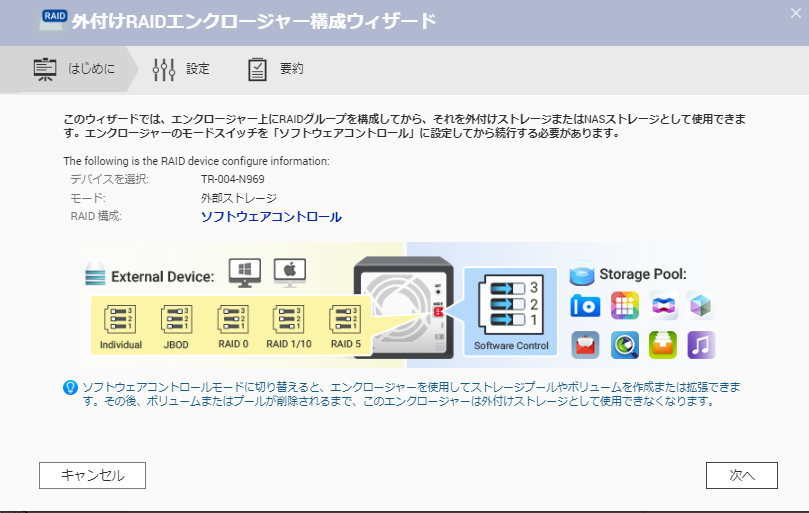 RAID 外付けRAIDエンクロージャー構成ウィザード
はじめに 設定 要約
このウィザードでは、エンクロージャー上にRAIDグループを構成してから、それを外付けストレージまたはNASストレージとして使用できま
す。エンクロージャーのモードスイッチを「ソフトウェアコントロール」に設定してから続行する必要があります。
The following is the RAID device configure information:
デバイスを選択: TR-004-N969
モード: 外部ストレージ
RAID 構成: ソフトウェアコントロール
External Device:
Storage Pool:
3
2
1
Individual
JBOD
RAID 0
RAID 1/10
RAID 5
Software Control
ソフトウェアコントロールモードに切り替えると、エンクロージャーを使用してストレージプールやボリュームを作成または拡張できま
す。その後、ボリュームまたはプールが削除されるまで、このエンクロージャーは外付けストレージとして使用できなくなります。
キャンセル
次へ